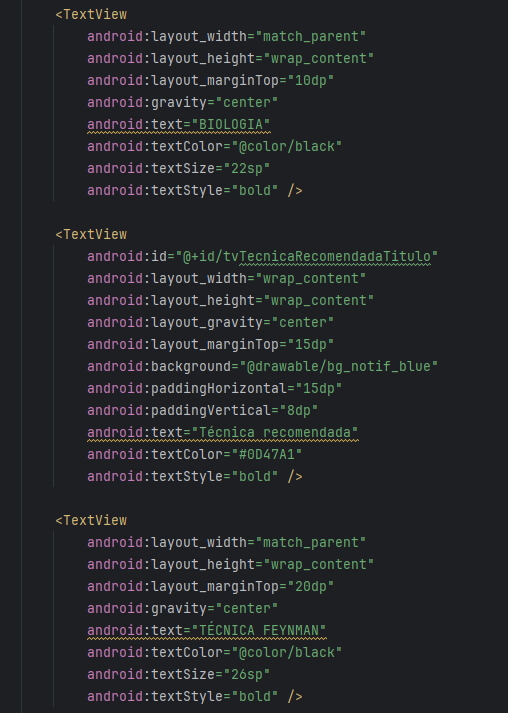 <TextView
android:layout_width="match_parent"
android:layout_height="wrap_content"
android:layout_marginTop="10dp"
android:gravity="center"
android:text="BIOLOGIA"
android:textColor="@color/black"
android:textSize="22sp"
android:textStyle="bold" />
<TextView
android:id="@+id/tvTecnicaRecomendadaTitulo"
android:layout_width="wrap_content"
android:layout_height="wrap_content"
android:layout_gravity="center"
android:layout_marginTop="15dp"
android:background="@drawable/bg_notif_blue"
android:paddingHorizontal="15dp"
android:paddingVertical="8dp"
android:text="Técnica recomendada"
android:textColor="#0D47A1"
android:textStyle="bold" />
<TextView
android:layout_width="match_parent"
android:layout_height="wrap_content"
android:layout_marginTop="20dp"
android:gravity="center"
android:text="TÉCNICA FEYNMAN"
android:textColor="@color/black"
android:textSize="26sp"
android:textStyle="bold" />